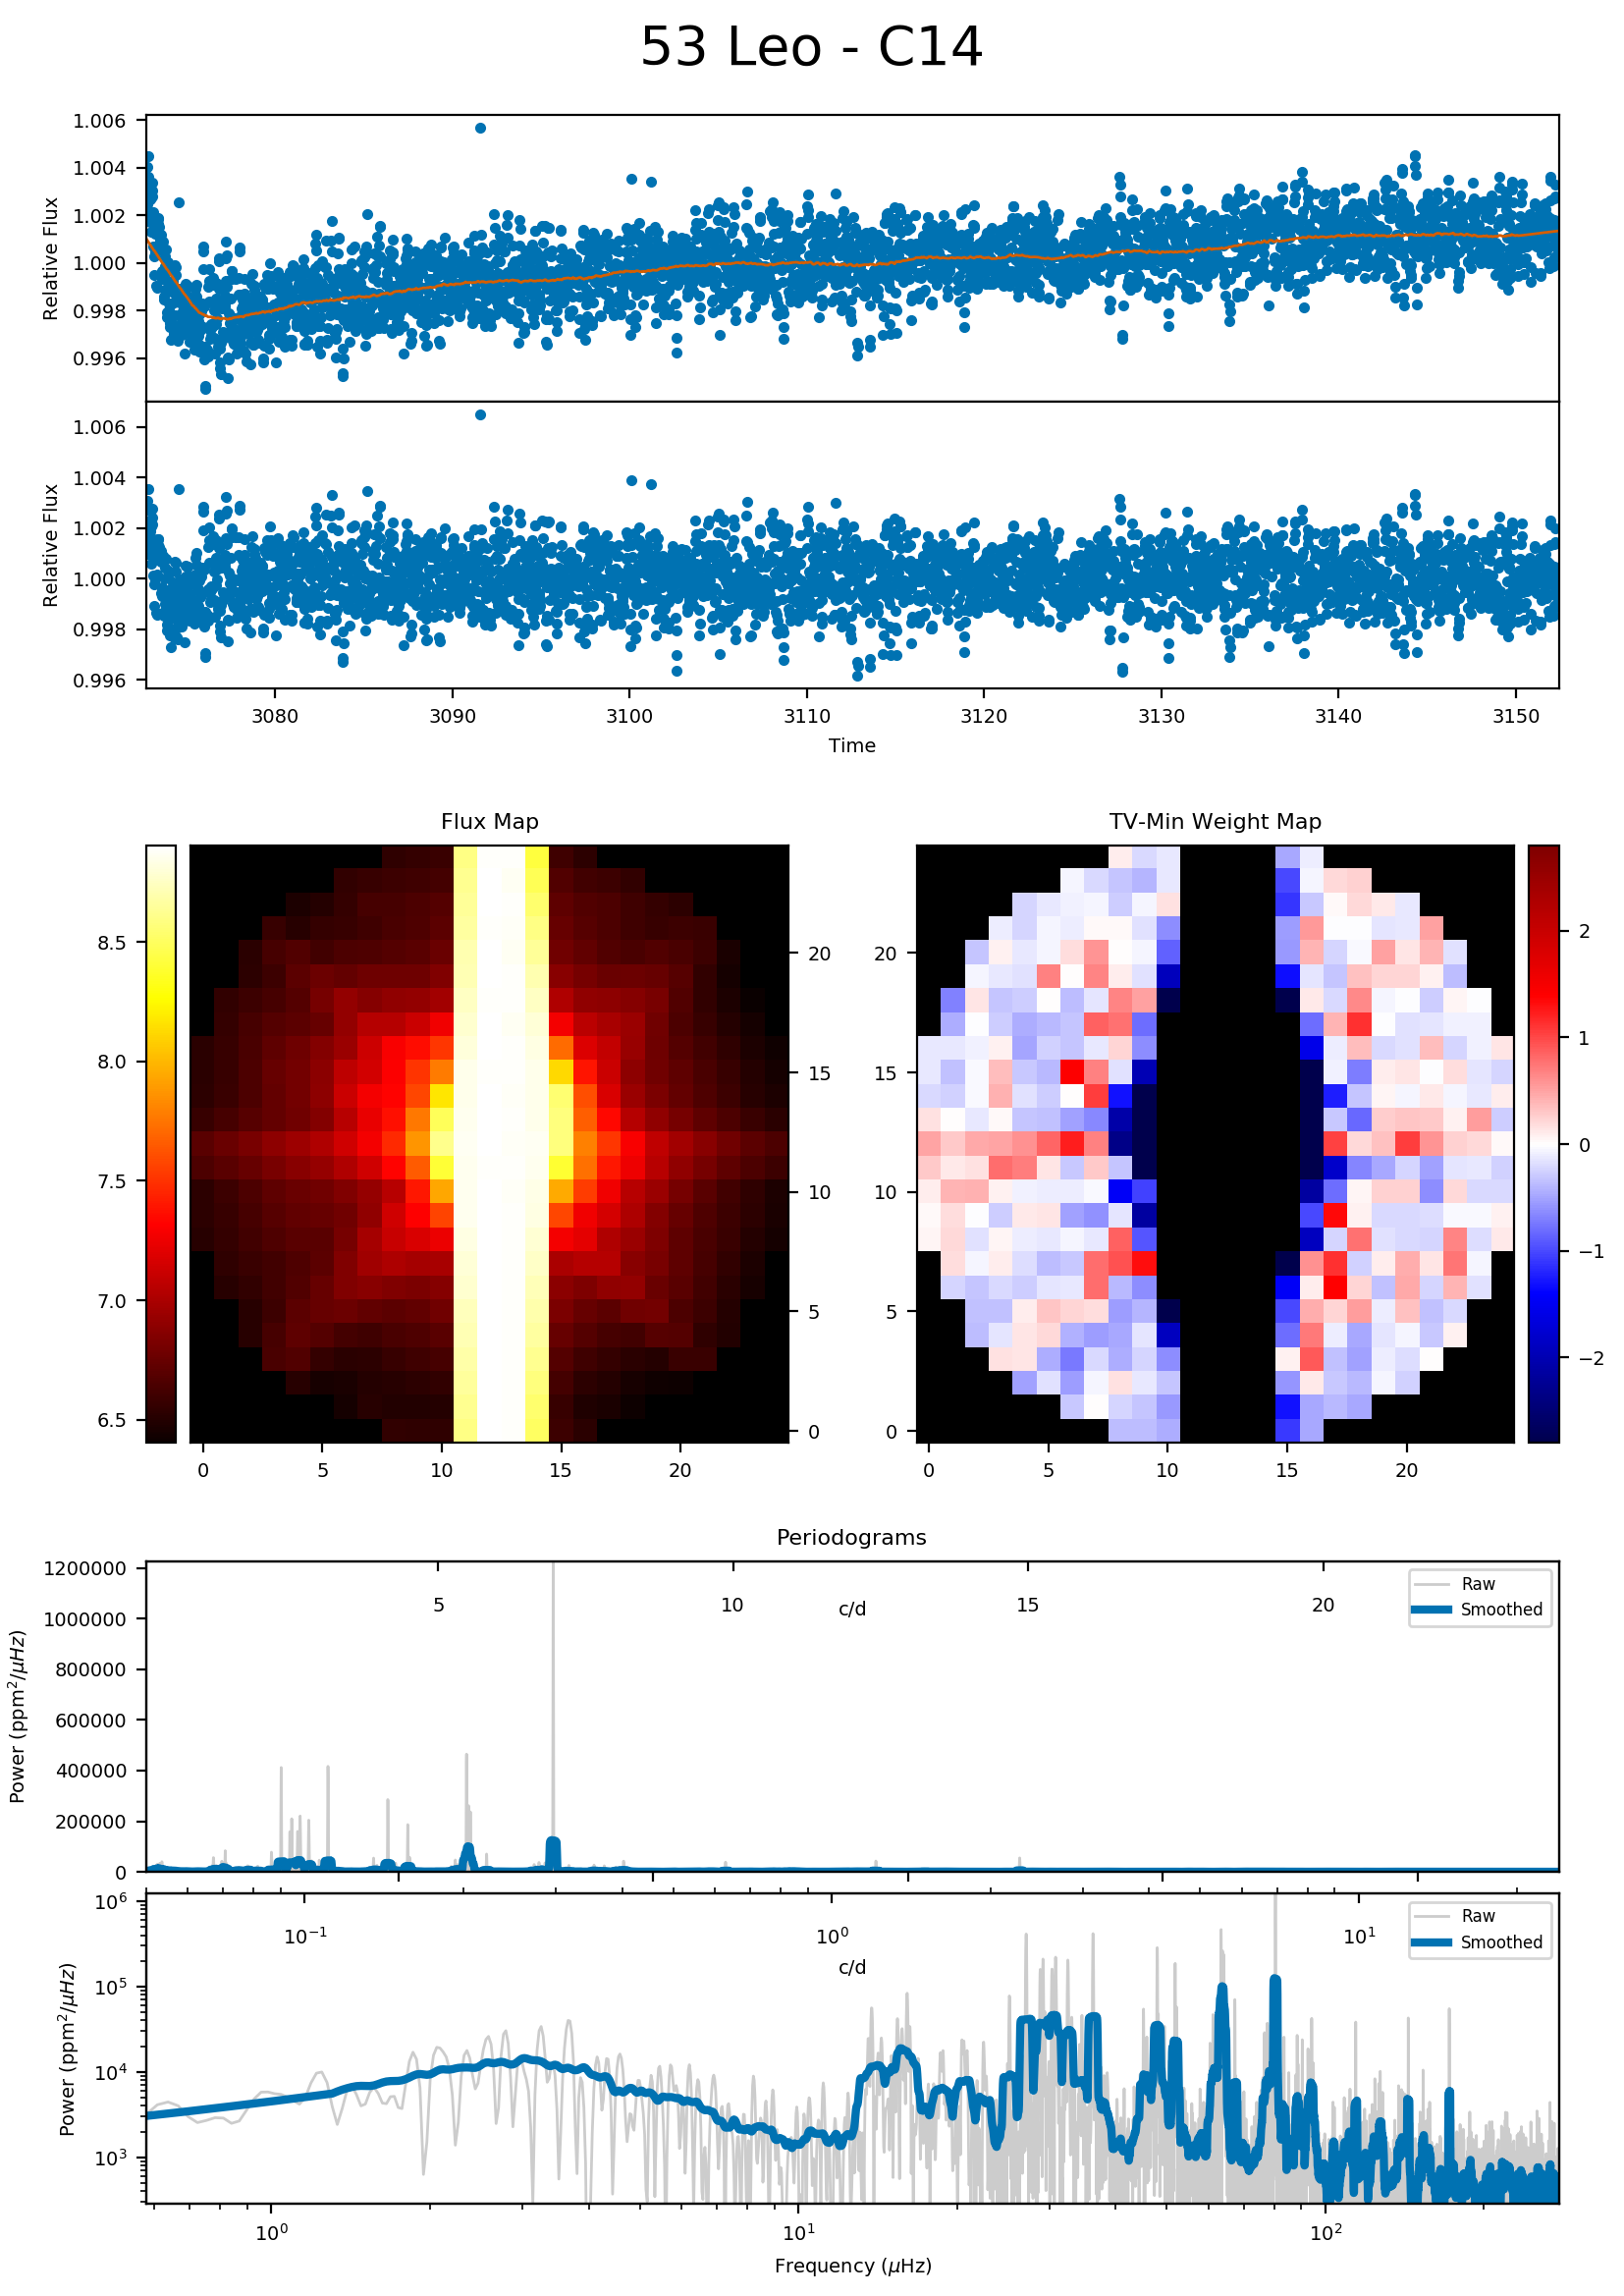 53 Leo - C14
1.006
1.004
1.002
1.000
0.998
0.996
Relative Flux
1.006
1.004
1.002
1.000
0.998
0.996
Relative Flux
3080 3090 3100 3110 3120 3130 3140 3150
Time
Flux Map TV-Min Weight Map
8.5
8.0
7.5
7.0
6.5
20
15
10
5
0
0 5 10 15 20
20
15
10
5
0
0 5 10 15 20
2
1
0
−1
−2
Periodograms
1200000
1000000
800000
600000
400000
200000
0
Power (ppm²/μHz)
5 10 15 20
c/d
Raw
Smoothed
10⁶
10⁵
10⁴
10³
Power (ppm²/μHz)
10⁻¹ 10⁰ 10¹
c/d
Raw
Smoothed
10⁰ 10¹ 10²
Frequency (μHz)